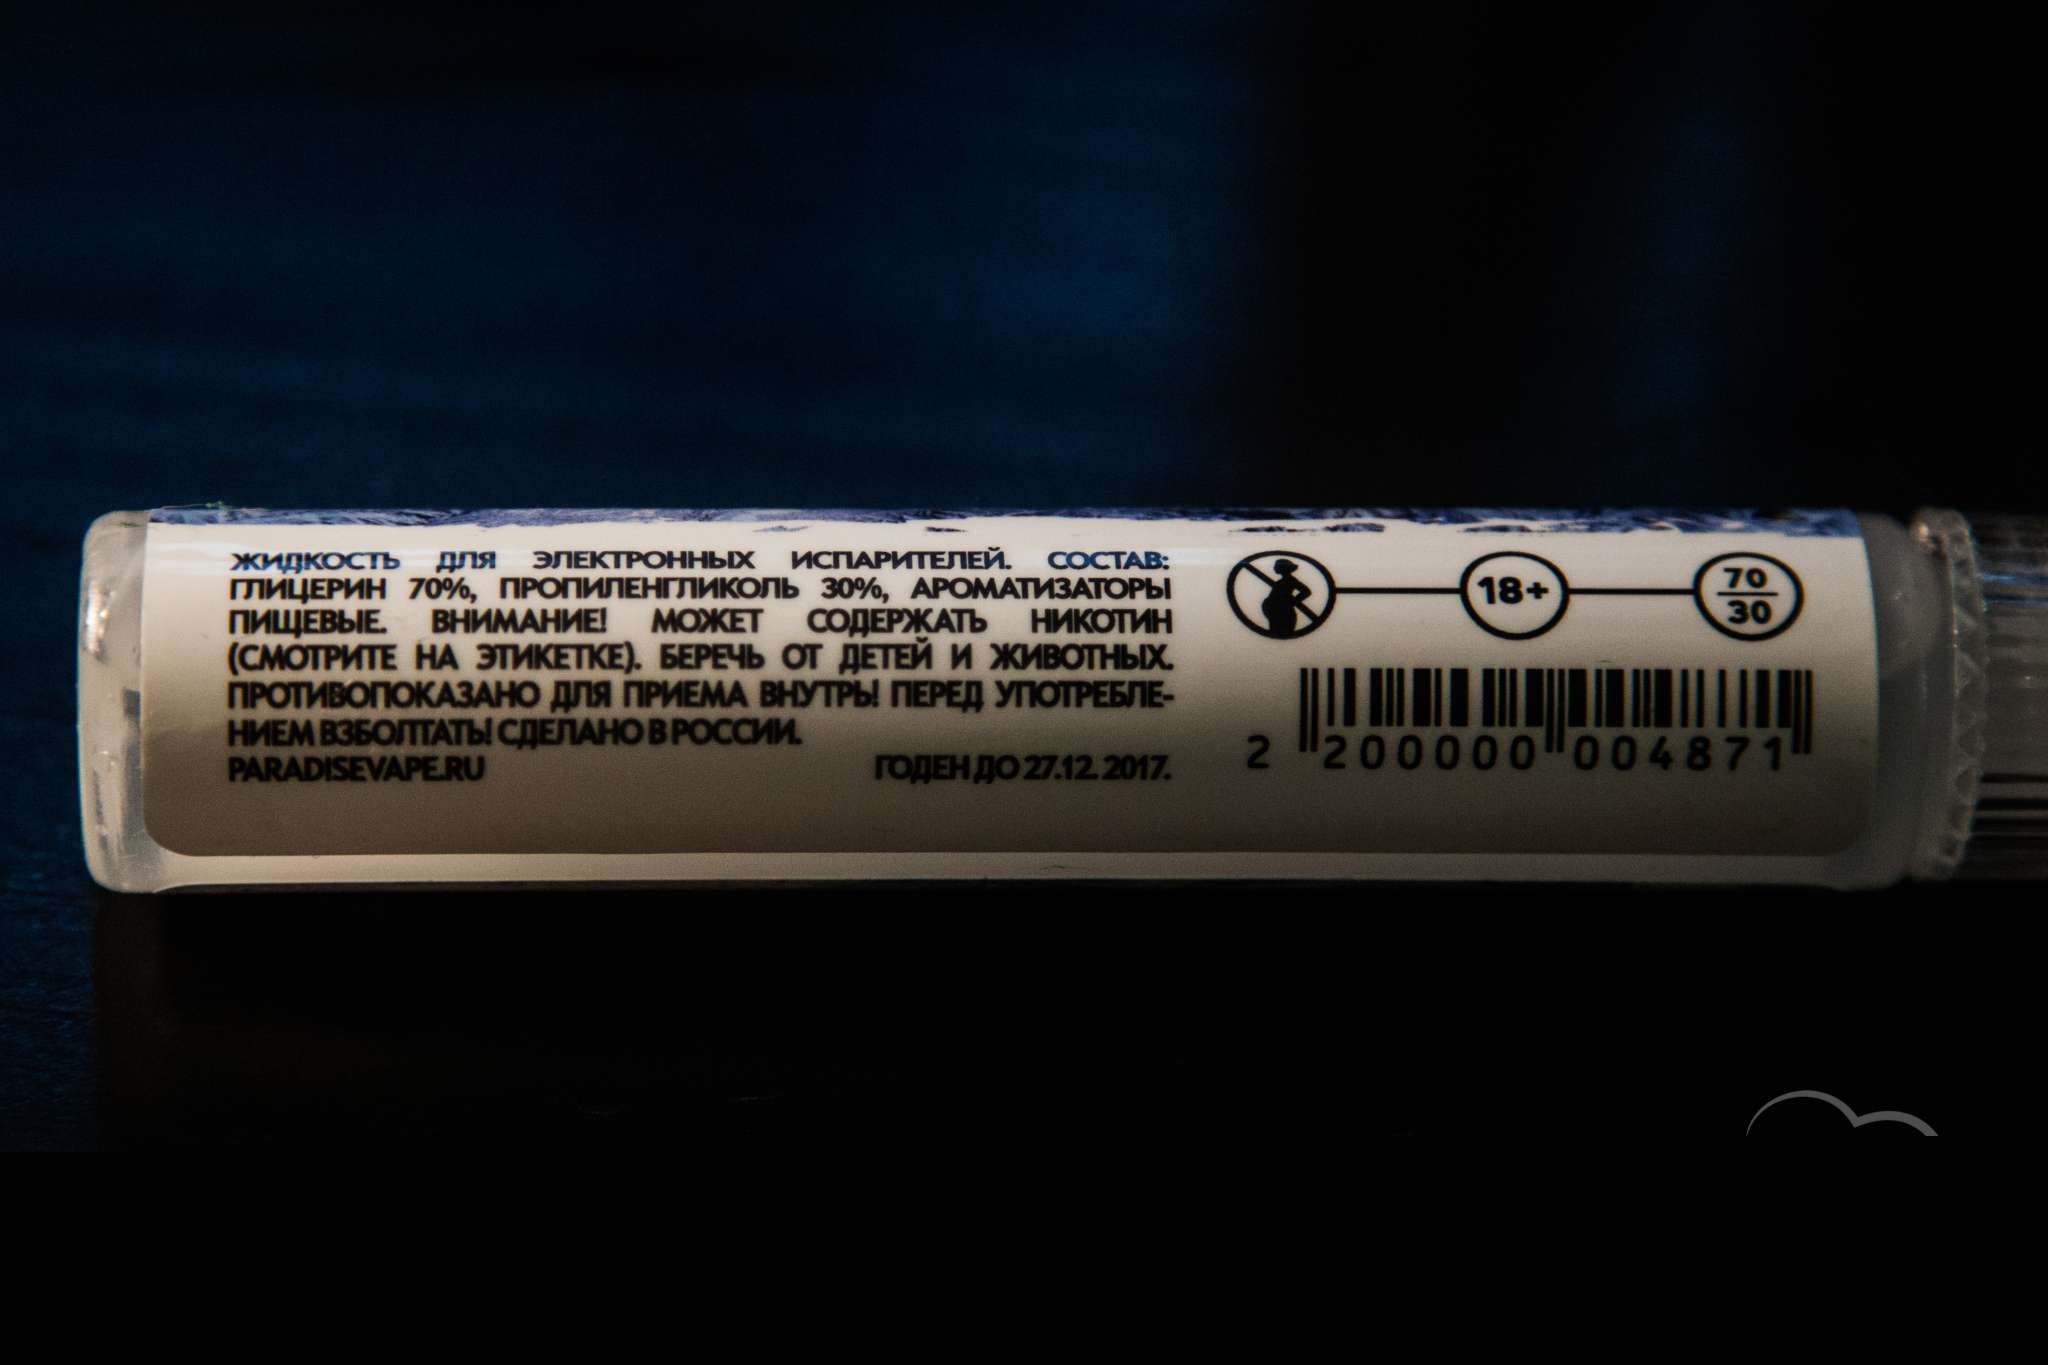 ЖИДКОСТЬ ДЛЯ ЭЛЕКТРОННЫХ ИСПАРИТЕЛЕЙ. СОСТАВ:
ГЛИЦЕРИН 70%, ПРОПИЛЕНГЛИКОЛЬ 30%, АРОМАТИЗАТОРЫ
ПИЩЕВЫЕ. ВНИМАНИЕ! МОЖЕТ СОДЕРЖАТЬ НИКОТИН
(СМОТРИТЕ НА ЭТИКЕТКЕ). БЕРЕЧЬ ОТ ДЕТЕЙ И ЖИВОТНЫХ.
ПРОТИВОПОКАЗАНО ДЛЯ ПРИЕМА ВНУТРЬ! ПЕРЕД УПОТРЕБЛЕ-
НИЕМ ВЗБОЛТАТЬ! СДЕЛАНО В РОССИИ.
PARADISEVAPE.RU
ГОДЕН ДО 27.12. 2017.
18+
70
30
2 200000 004871